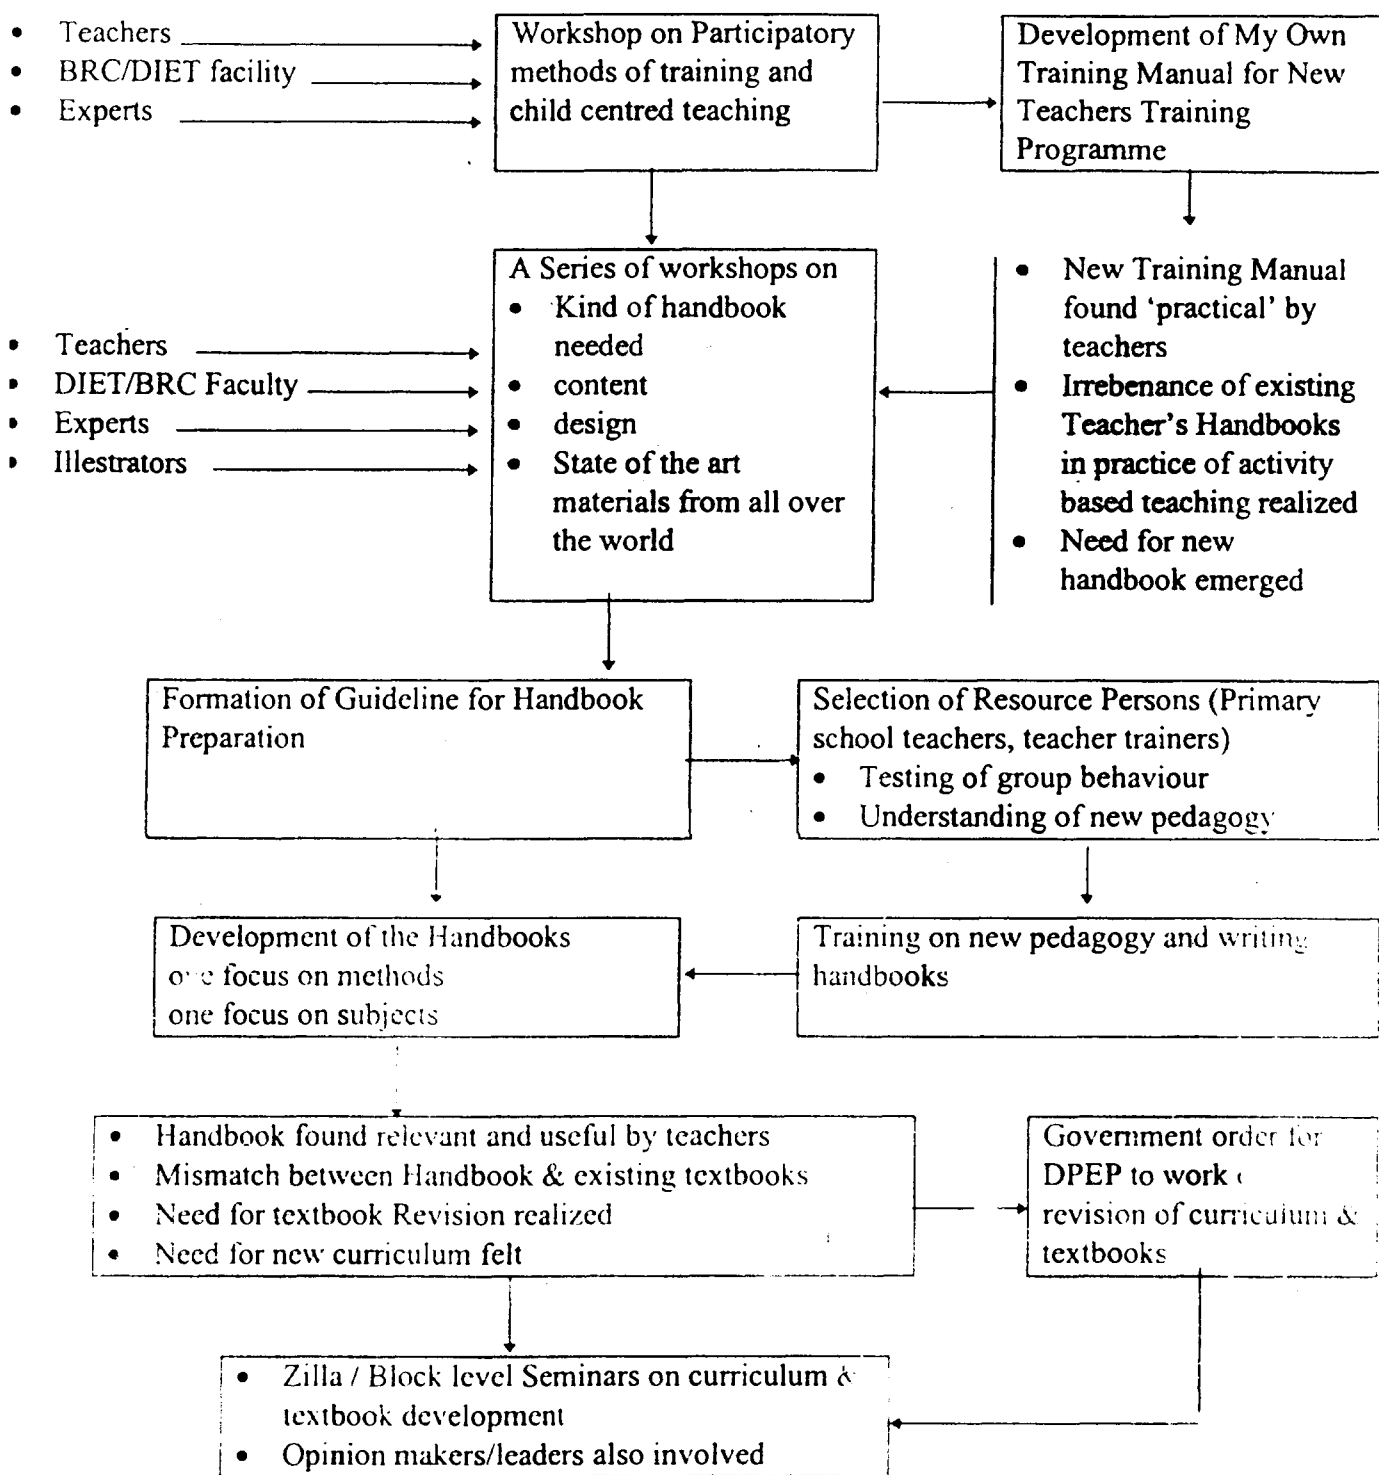 • Teachers
• BRC/DIET facility
• Experts
Workshop on Participatory
methods of training and
child centred teaching
Development of My Own
Training Manual for New
Teachers Training
Programme
• Teachers
• DIET/BRC Faculty
• Experts
• Illestrators
A Series of workshops on
• Kind of handbook
needed
• content
• design
• State of the art
materials from all over
the world
• New Training Manual
found ‘practical’ by
teachers
• Irrebenance of existing
Teacher's Handbooks
in practice of activity
based teaching realized
• Need for new
handbook emerged
Formation of Guideline for Handbook
Preparation
Selection of Resource Persons (Primary
school teachers, teacher trainers)
• Testing of group behaviour
• Understanding of new pedagogy
Development of the Handbooks
one focus on methods
one focus on subjects
Training on new pedagogy and writing
handbooks
• Handbook found relevant and useful by teachers
• Mismatch between Handbook & existing textbooks
• Need for textbook Revision realized
• Need for new curriculum felt
Government order for
DPEP to work
revision of curriculum &
textbooks
• Zilla / Block level Seminars on curriculum &
textbook development
• Opinion makers/leaders also involved